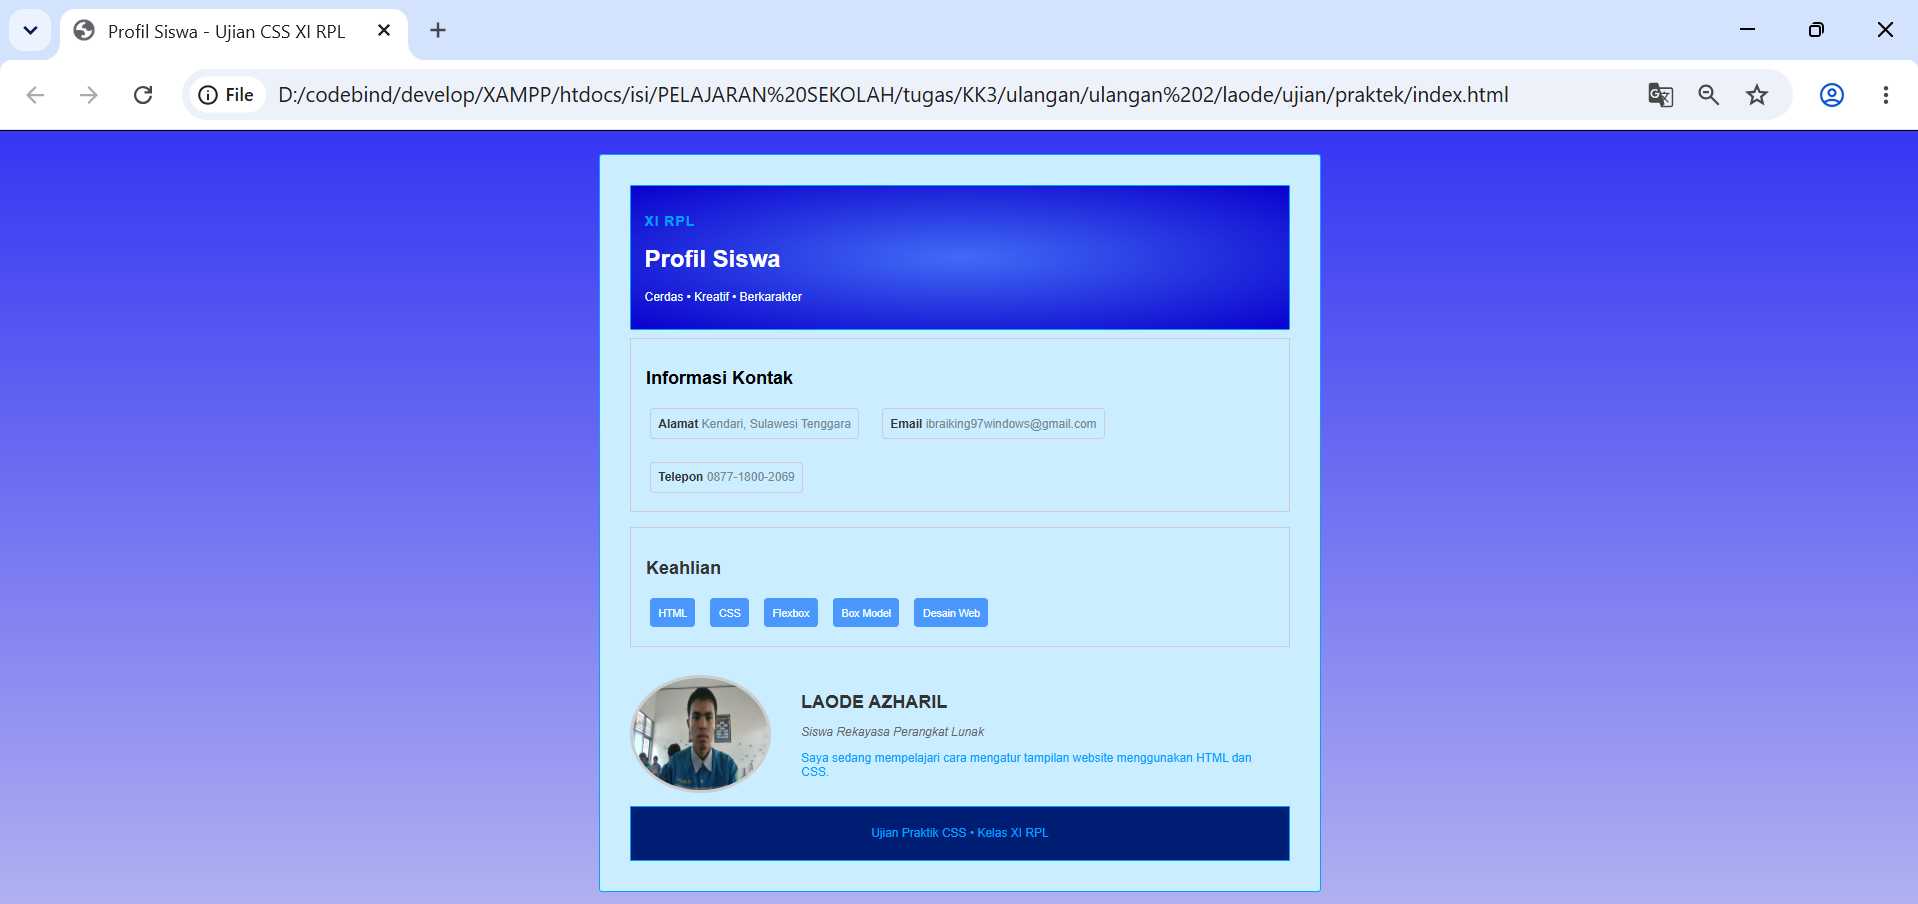 Profil Siswa - Ujian CSS XI RPL
File D:/codebind/develop/XAMPP/htdocs/isi/PELAJARAN%20SEKOLAH/tugas/KK3/ulangan/ulangan%202/laode/ujian/praktek/index.html
XI RPL
Profil Siswa
Cerdas • Kreatif • Berkarakter
Informasi Kontak
Alamat Kendari, Sulawesi Tenggara Email ibraiking97windows@gmail.com
Telepon 0877-1800-2069
Keahlian
HTML CSS Flexbox Box Model Desain Web
LAODE AZHARIL
Siswa Rekayasa Perangkat Lunak
Saya sedang mempelajari cara mengatur tampilan website menggunakan HTML dan
CSS.
Ujian Praktik CSS • Kelas XI RPL